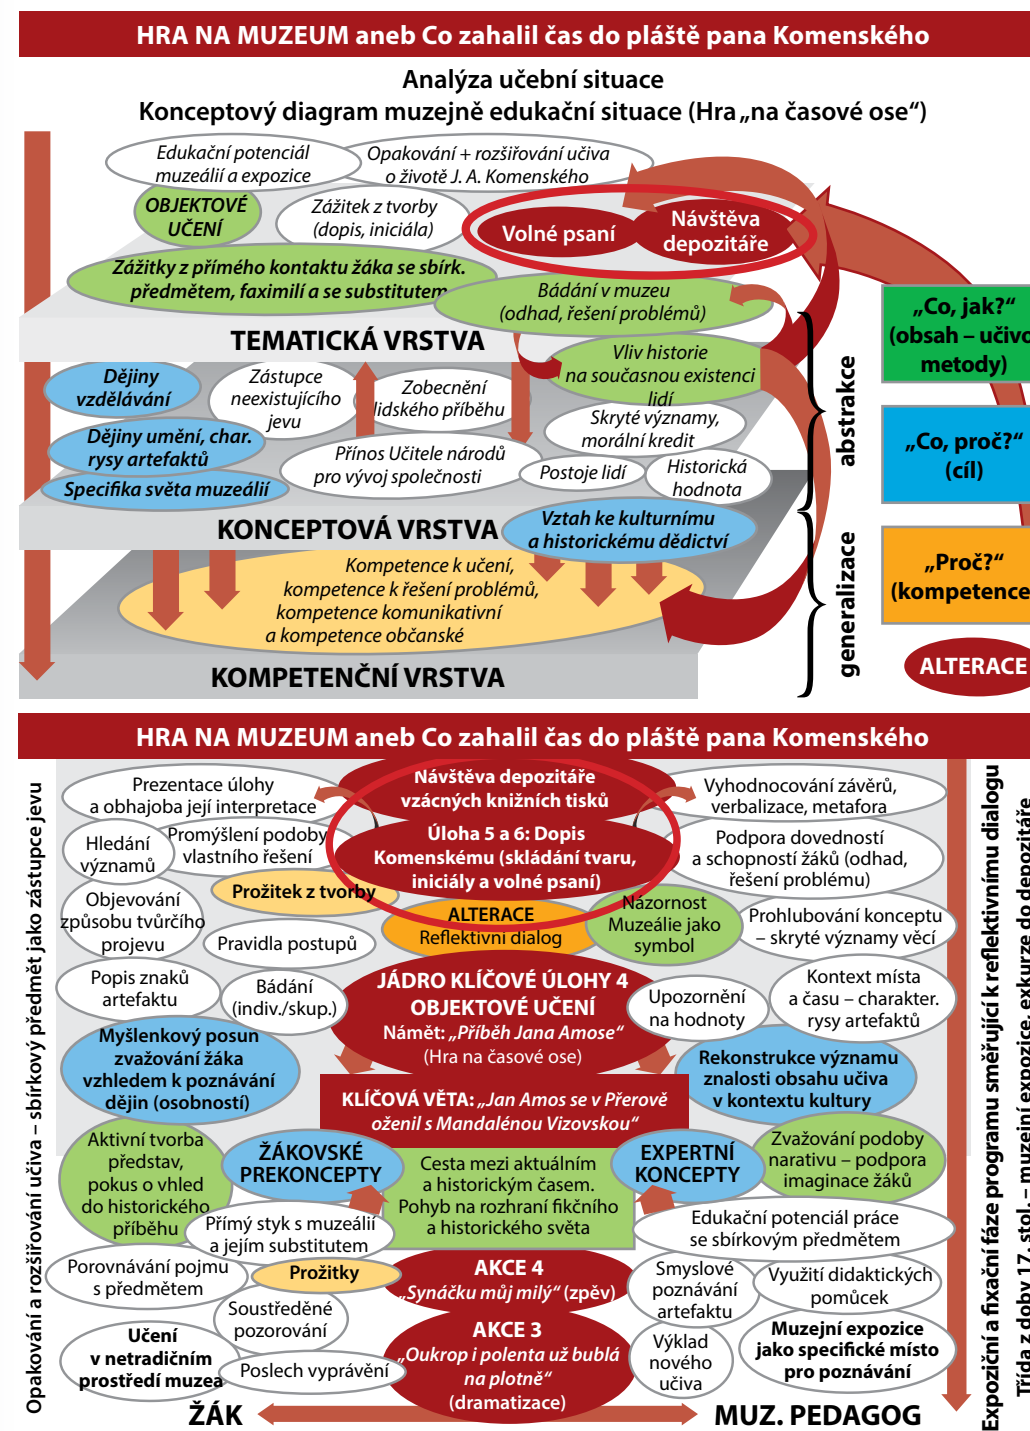 HRA NA MUZEUM aneb Co zahalil čas do pláště pana Komenského
Analýza učební situace
Konceptový diagram muzejně edukační situace (Hra „na časové ose“)
Edukační potenciál
muzeálií a expozice
Opakování + rozšiřování učiva
o životě J. A. Komenského
OBJEKTOVÉ
UČENÍ
Zážitek z tvorby
(dopis, iniciála)
Volné psaní
Návštěva
depozitáře
Zážitky z přímého kontaktu žáka se sbírk.
předmětem, faximilí a se substitutem
Bádání v muzeu
(odhad, řešení problémů)
TEMATICKÁ VRSTVA
Vliv historie
na současnou existenci
lidí
Dějiny
vzdělávání
Zástupce
neexistujícího
jevu
Zobecnění
lidského příběhu
Skryté významy,
morální kredit
Dějiny umění, char.
rysy artefaktů
Přínos Učitele národů
pro vývoj společnosti
Postoje lidí
Historická
hodnota
Specifika světa muzeálií
KONCEPTOVÁ VRSTVA
Vztah ke kulturnímu
a historickému dědictví
Kompetence k učení,
kompetence k řešení problémů,
kompetence komunikativní
a kompetence občanské
KOMPETENČNÍ VRSTVA
abstrakce
generalizace
„Co, jak?“
(obsah – učivo
metody)
„Co, proč?“
(cíl)
„Proč?“
(kompetence
ALTERACE
HRA NA MUZEUM aneb Co zahalil čas do pláště pana Komenského
Opakování a rozšiřování učiva – sbírkový předmět jako zástupce jevu
Prezentace úlohy
a obhajoba její interpretace
Návštěva depozitáře
vzácných knižních tisků
Vyhodnocování závěrů,
verbalizace, metafora
Hledání
významů
Promýšlení podoby
vlastního řešení
Úloha 5 a 6: Dopis
Komenskému (skládání tvaru,
iniciály a volné psaní)
Podpora dovedností
a schopností žáků (odhad,
řešení problému)
Prožitek z tvorby
Objevování
způsobu tvůrčího
projevu
Pravidla postupů
ALTERACE
Reflektivní dialog
Názornost
Muzeálie jako
symbol
Prohlubování konceptu
– skryté významy věcí
Popis znaků
artefaktu
Bádání
(indiv./skup.)
JÁDRO KLÍČOVÉ ÚLOHY 4
OBJEKTOVÉ UČENÍ
Námět: „Příběh Jana Amose“
(Hra na časové ose)
Upozornění
na hodnoty
Kontext místa
a času – charakter.
rysy artefaktů
Myšlenkový posun
zvažování žáka
vzhledem k poznávání
dějin (osobností)
Rekonstrukce významu
znalosti obsahu učiva
v kontextu kultury
KLÍČOVÁ VĚTA: „Jan Amos se v Přerově
oženil s Mandalénou Vizovskou“
Aktivní tvorba
představ,
pokus o vhled
do historického
příběhu
ŽÁKOVSKÉ
PREKONCEPTY
Cesta mezi aktuálním
a historickým časem.
Pohyb na rozhraní fikčního
a historického světa
EXPERTNÍ
KONCEPTY
Zvažování podoby
narativu – podpora
imaginace žáků
Přímý styk s muzeálií
a jejím substitutem
Edukační potenciál práce
se sbírkovým předmětem
Porovnávání pojmu
s předmětem
Prožitky
AKCE 4
„Synáčku můj milý“ (zpěv)
Smyslové
poznávání
artefaktu
Využití didaktických
pomůcek
Soustředěné
pozorování
Učení
v netradičním
prostředí muzea
Poslech vyprávění
AKCE 3
„Oukrop i polenta už bublá
na plotně“
(dramatizace)
Výklad
nového
učiva
Muzejní expozice
jako specifické místo
pro poznávání
ŽÁK
MUZ. PEDAGOG
Expoziční a fixační fáze programu směřující k reflektivnímu dialogu
Třída z doby 17. stol. – muzejní expozice, exkurze do depozitáře